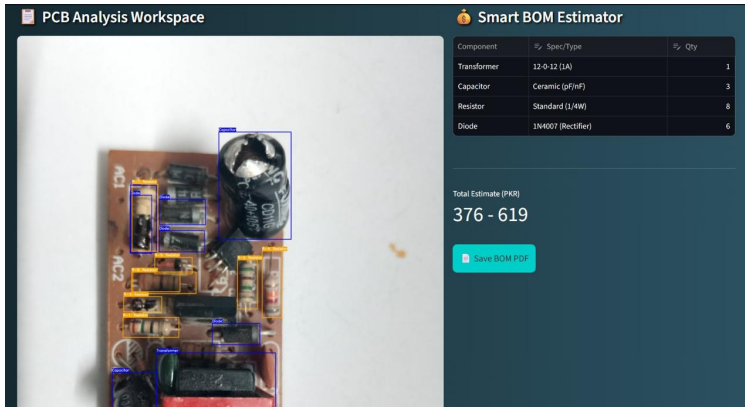 PCB Analysis Workspace
Capacitor
AC1
Diode
Diode
AC2
Diode
Transformer
Capacitor
Smart BOM Estimator
Component Spec/Type Qty
Transformer 12-0-12 (1A) 1
Capacitor Ceramic (pF/nF) 3
Resistor Standard (1/4W) 8
Diode 1N4007 (Rectifier) 6
Total Estimate (PKR)
376 - 619
Save BOM PDF